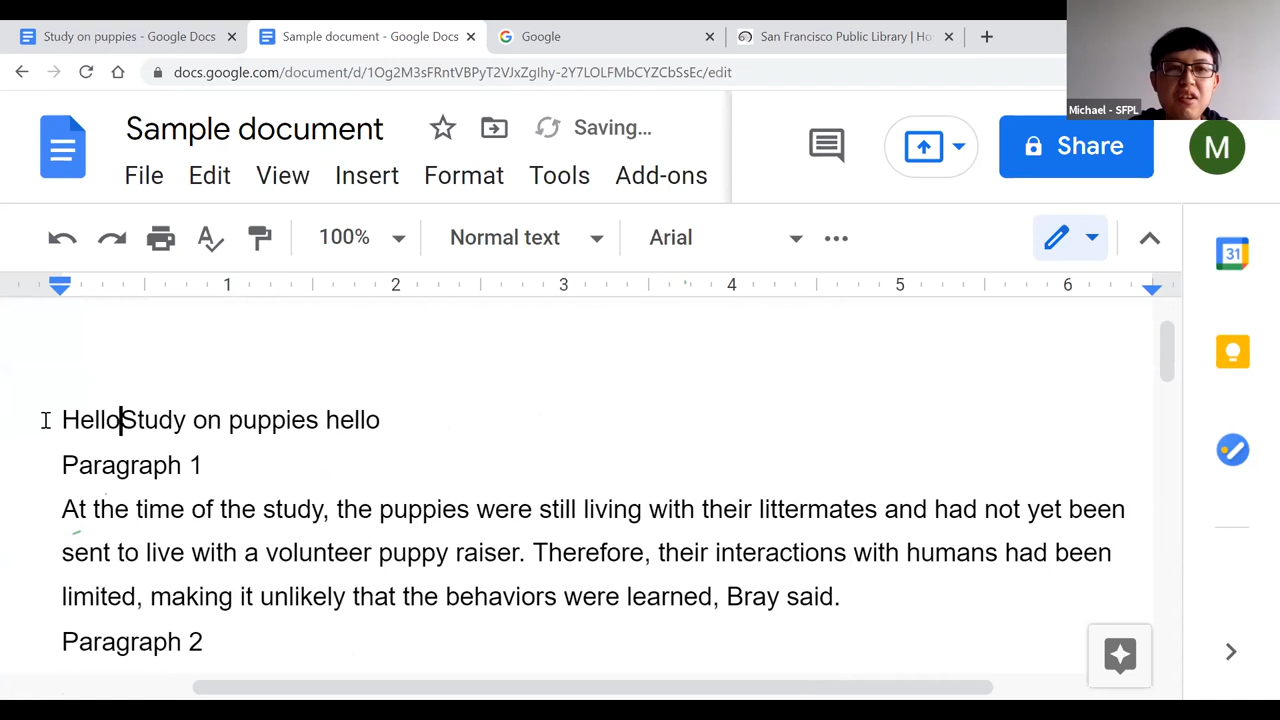 Study on puppies - Google Docs
Sample document - Google Docs
Google
San Francisco Public Library | Ho
docs.google.com/document/d/1Og2M3sFRntVBPyT2VJxZgIhy-2Y7LOLFMbCYZCbSsEc/edit
Michael - SFPL
Sample document
Saving...
File Edit View Insert Format Tools Add-ons
Share
M
100%
Normal text
Arial
31
1 2 3 4 5 6
HelloStudy on puppies hello
Paragraph 1
At the time of the study, the puppies were still living with their littermates and had not yet been
sent to live with a volunteer puppy raiser. Therefore, their interactions with humans had been
limited, making it unlikely that the behaviors were learned, Bray said.
Paragraph 2